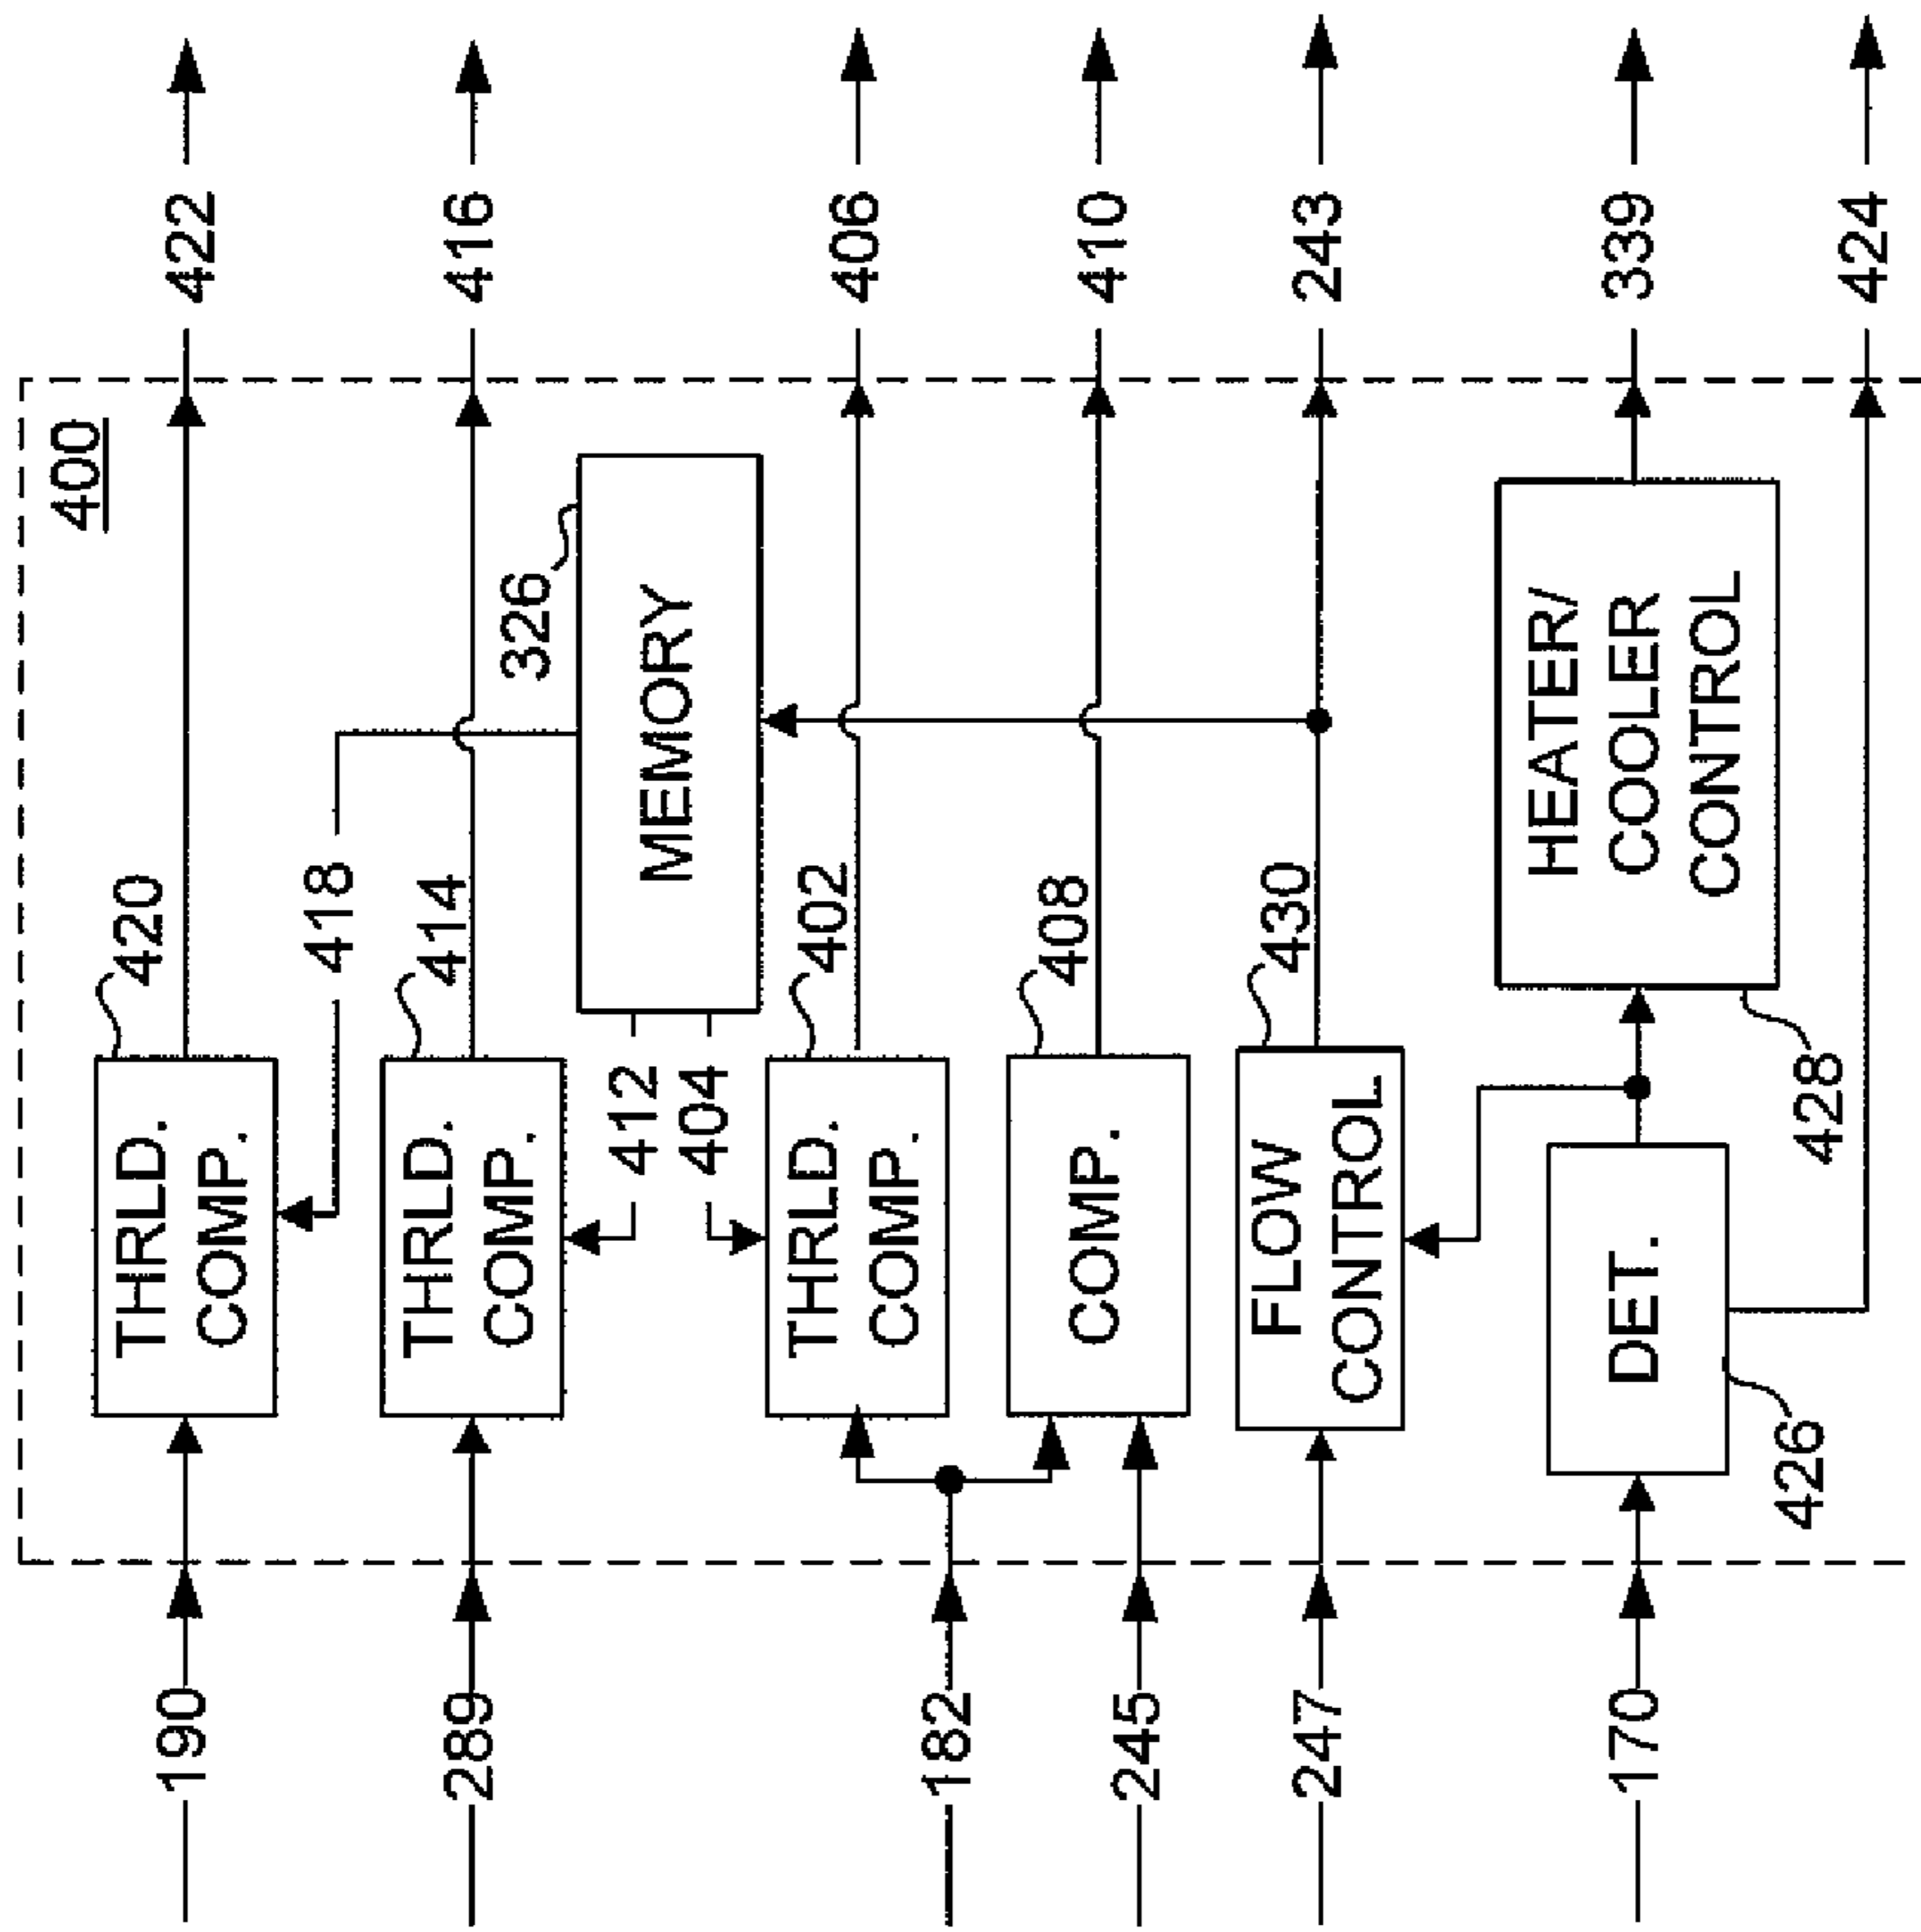 400
190
THRLD.
COMP.
420
422
418
289
THRLD.
COMP.
414
416
412
404
MEMORY
326
182
THRLD.
COMP.
402
406
245
COMP.
408
410
247
FLOW
CONTROL
430
243
170
DET.
426
HEATER/
COOLER
CONTROL
428
339
424